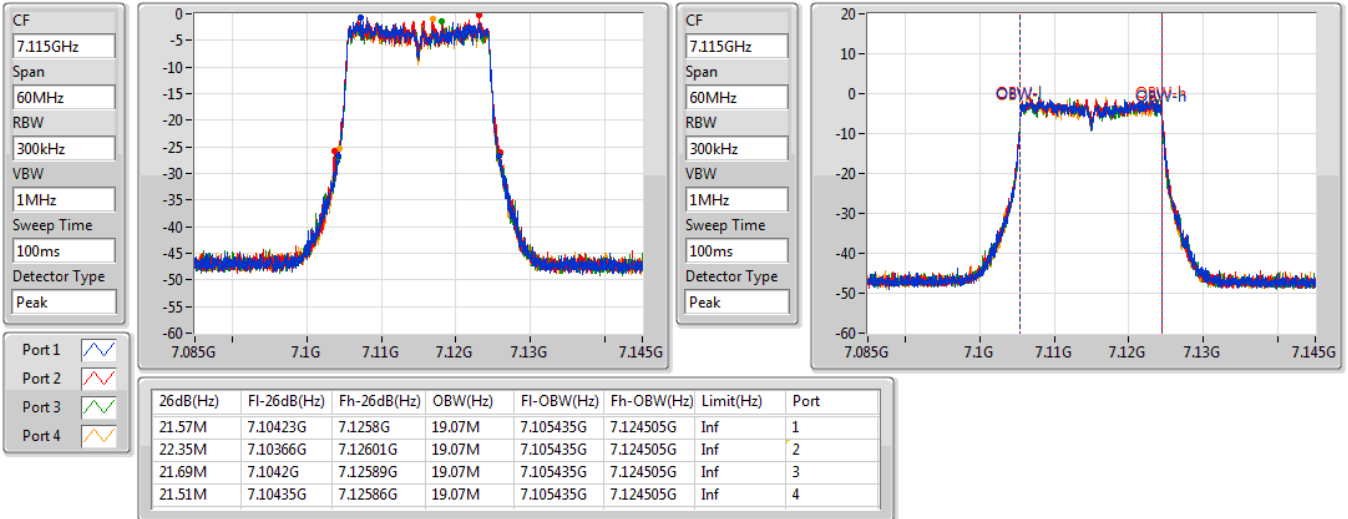 CF
7.115GHz
Span
60MHz
RBW
300kHz
VBW
1MHz
Sweep Time
100ms
Detector Type
Peak
Port 1
Port 2
Port 3
Port 4
0
-5
-10
-15
-20
-25
-30
-35
-40
-45
-50
-55
-60
7.085G 7.1G 7.11G 7.12G 7.13G 7.145G
CF
7.115GHz
Span
60MHz
RBW
300kHz
VBW
1MHz
Sweep Time
100ms
Detector Type
Peak
20
10
0
-10
-20
-30
-40
-50
-60
OBW-l OBW-h
7.085G 7.1G 7.11G 7.12G 7.13G 7.145G
26dB(Hz) Fl-26dB(Hz) Fh-26dB(Hz) OBW(Hz) Fl-OBW(Hz) Fh-OBW(Hz) Limit(Hz) Port
21.57M 7.10423G 7.1258G 19.07M 7.105435G 7.124505G Inf 1
22.35M 7.10366G 7.12601G 19.07M 7.105435G 7.124505G Inf 2
21.69M 7.1042G 7.12589G 19.07M 7.105435G 7.124505G Inf 3
21.51M 7.10435G 7.12586G 19.07M 7.105435G 7.124505G Inf 4